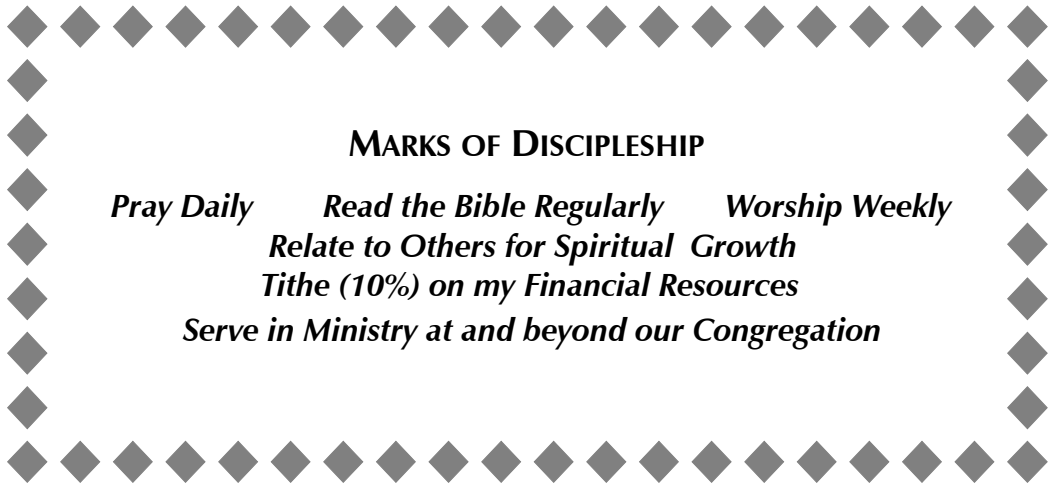 MARKS OF DISCIPLESHIP
Pray Daily Read the Bible Regularly Worship Weekly
Relate to Others for Spiritual Growth
Tithe (10%) on my Financial Resources
Serve in Ministry at and beyond our Congregation